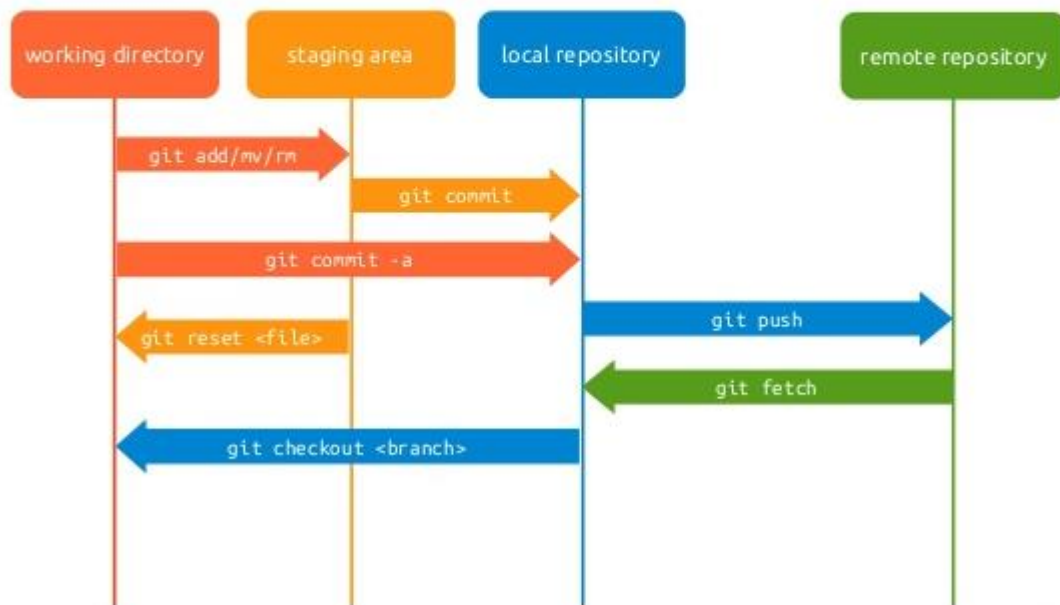 working directory
staging area
local repository
remote repository
git add/mv/rm
git commit
git commit -a
git push
git reset <file>
git fetch
git checkout <branch>